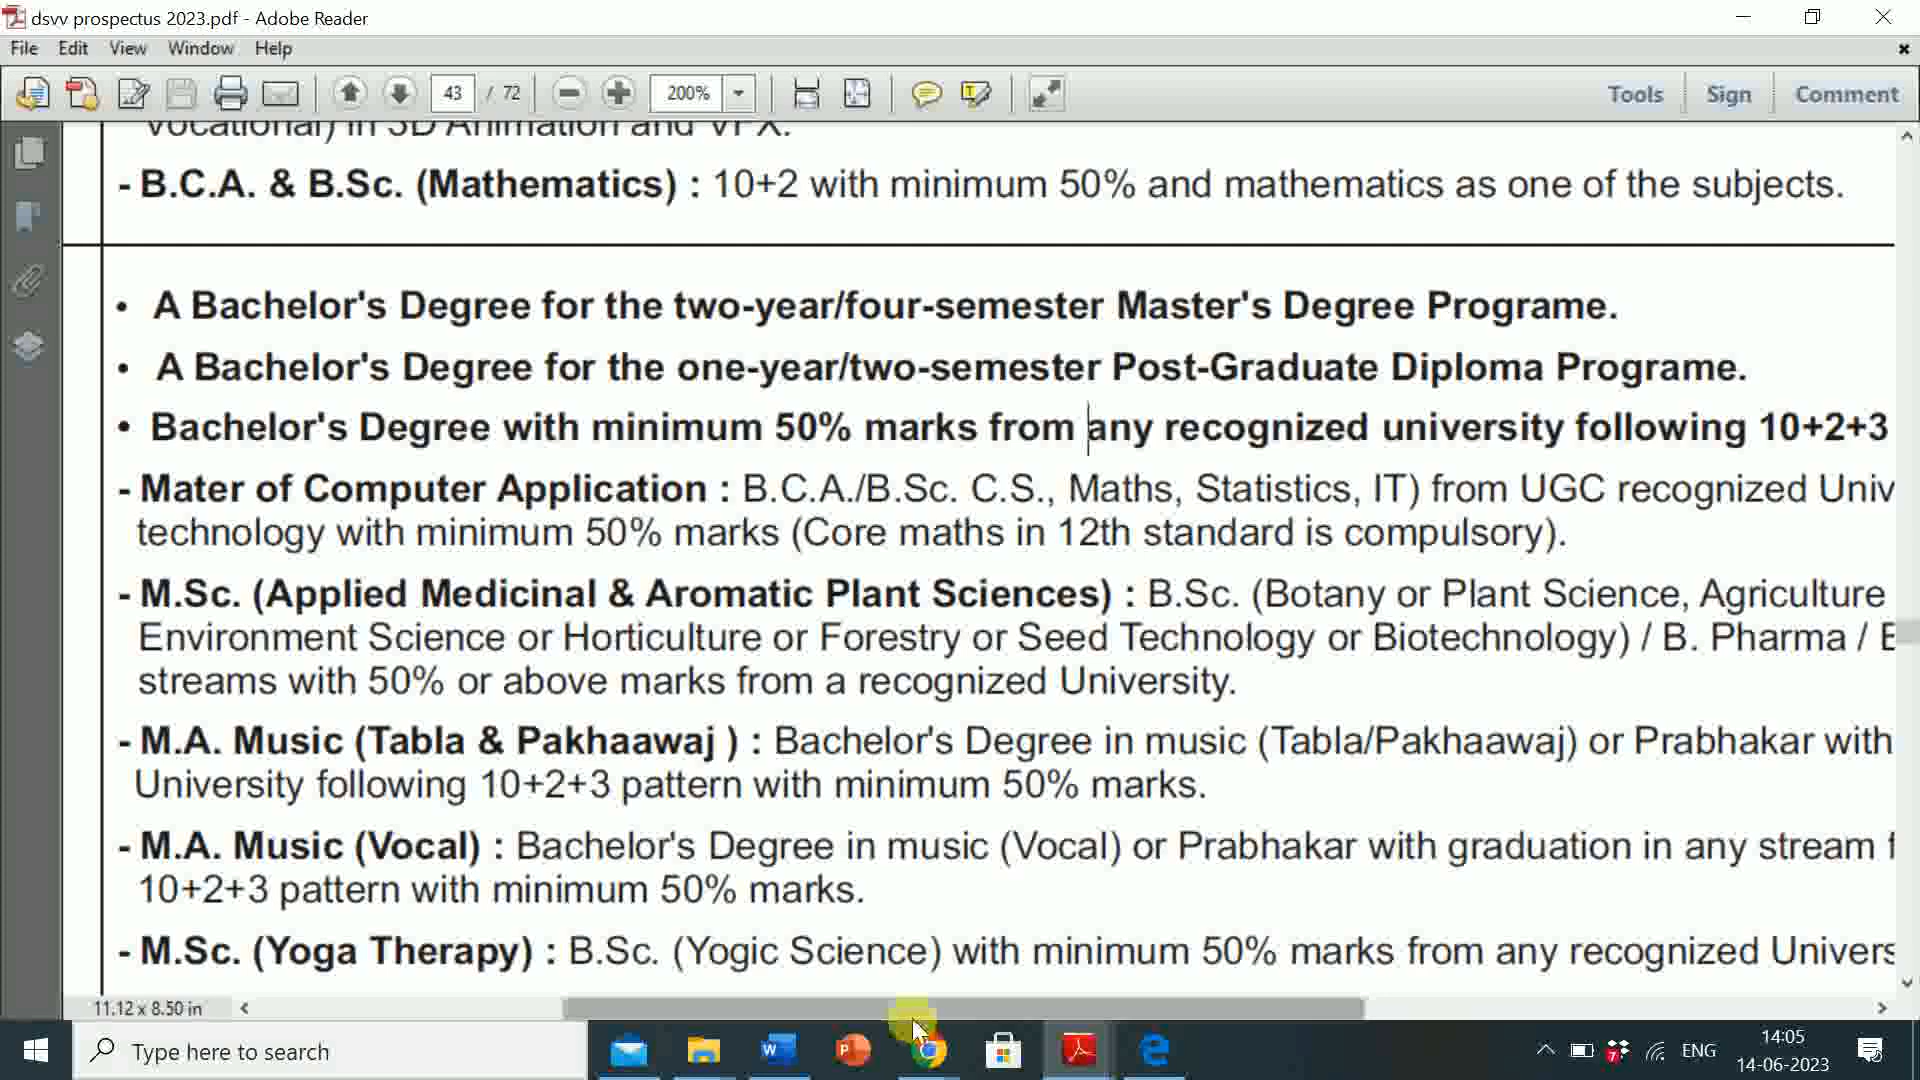 dsvv prospectus 2023.pdf - Adobe Reader
File Edit View Window Help
43 / 72 200% Tools Sign Comment
Vocational) in 3D Animation and VFX.
- B.C.A. & B.Sc. (Mathematics) : 10+2 with minimum 50% and mathematics as one of the subjects.
• A Bachelor's Degree for the two-year/four-semester Master's Degree Programe.
• A Bachelor's Degree for the one-year/two-semester Post-Graduate Diploma Programe.
• Bachelor's Degree with minimum 50% marks from any recognized university following 10+2+3
- Mater of Computer Application : B.C.A./B.Sc. C.S., Maths, Statistics, IT) from UGC recognized Univ
technology with minimum 50% marks (Core maths in 12th standard is compulsory).
- M.Sc. (Applied Medicinal & Aromatic Plant Sciences) : B.Sc. (Botany or Plant Science, Agriculture
Environment Science or Horticulture or Forestry or Seed Technology or Biotechnology) / B. Pharma /
streams with 50% or above marks from a recognized University.
- M.A. Music (Tabla & Pakhaawaj ) : Bachelor's Degree in music (Tabla/Pakhaawaj) or Prabhakar with
University following 10+2+3 pattern with minimum 50% marks.
- M.A. Music (Vocal) : Bachelor's Degree in music (Vocal) or Prabhakar with graduation in any stream
10+2+3 pattern with minimum 50% marks.
- M.Sc. (Yoga Therapy) : B.Sc. (Yogic Science) with minimum 50% marks from any recognized Univers
11.12 x 8.50 in
Type here to search
ENG
14:05
14-06-2023